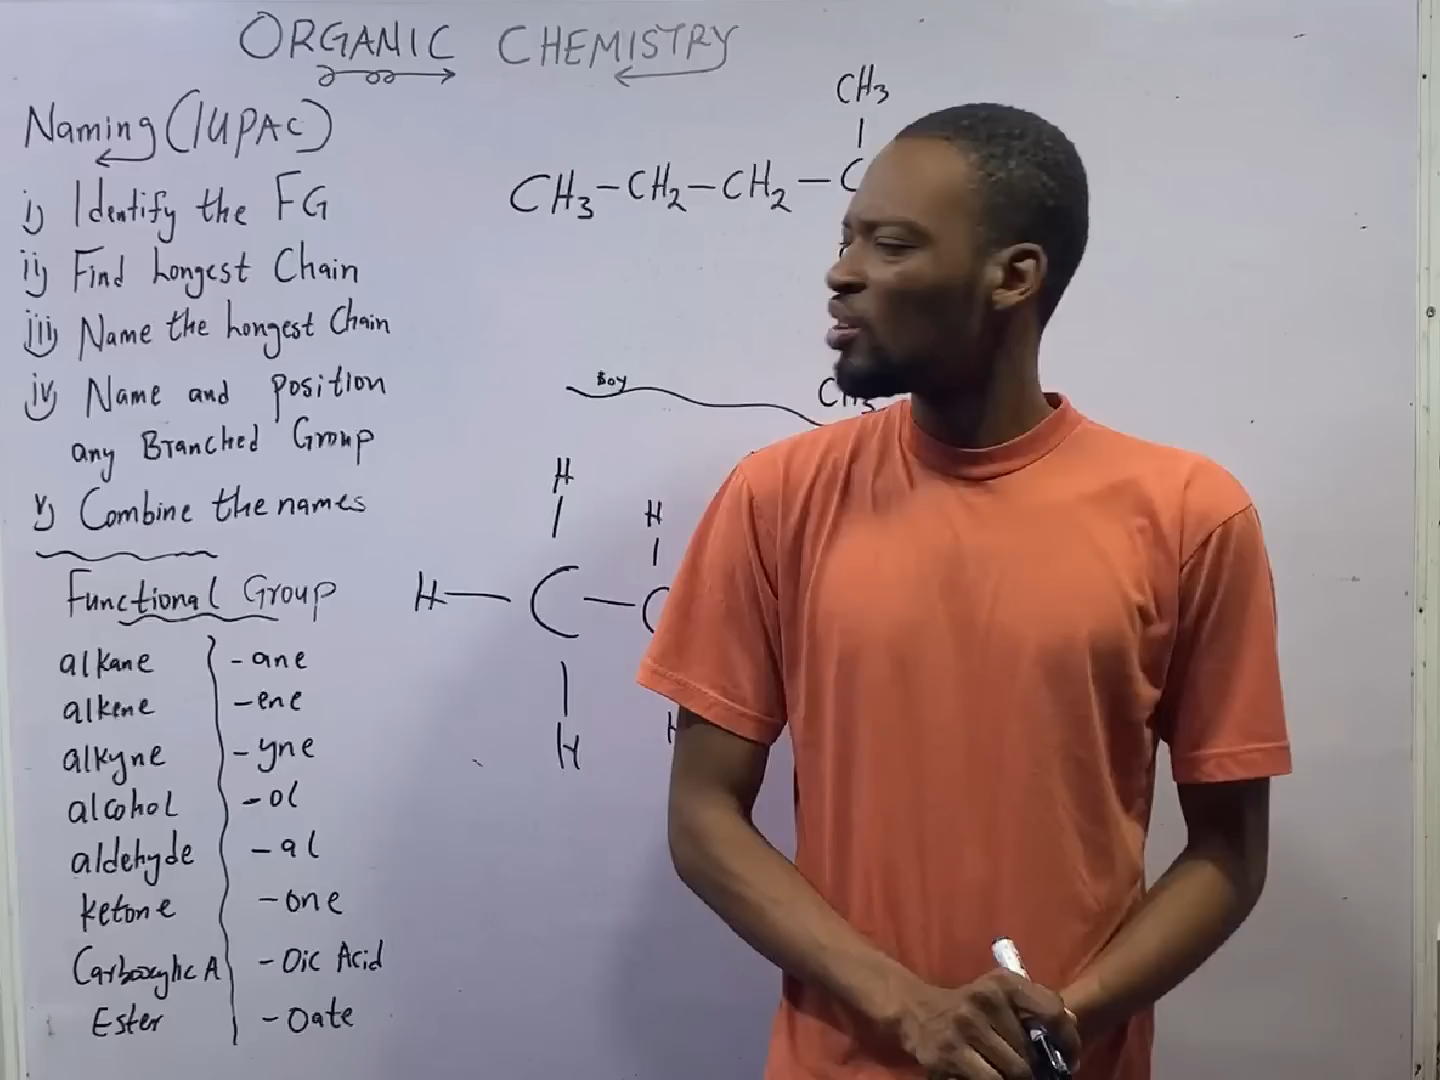 ORGANIC CHEMISTRY
Naming (IUPAC)
i) Identify the FG
ii) Find Longest Chain
iii) Name the Longest Chain
iv) Name and position
any Branched Group
v) Combine the names
Functional Group
alkane -ane
alkene -ene
alkyne -yne
alcohol -ol
aldehyde -al
ketone -one
Carboxylic A -Oic Acid
Ester -Oate
CH3
CH3-CH2-CH2-C
Boy
CH3
H
H
H-C-C
H
H